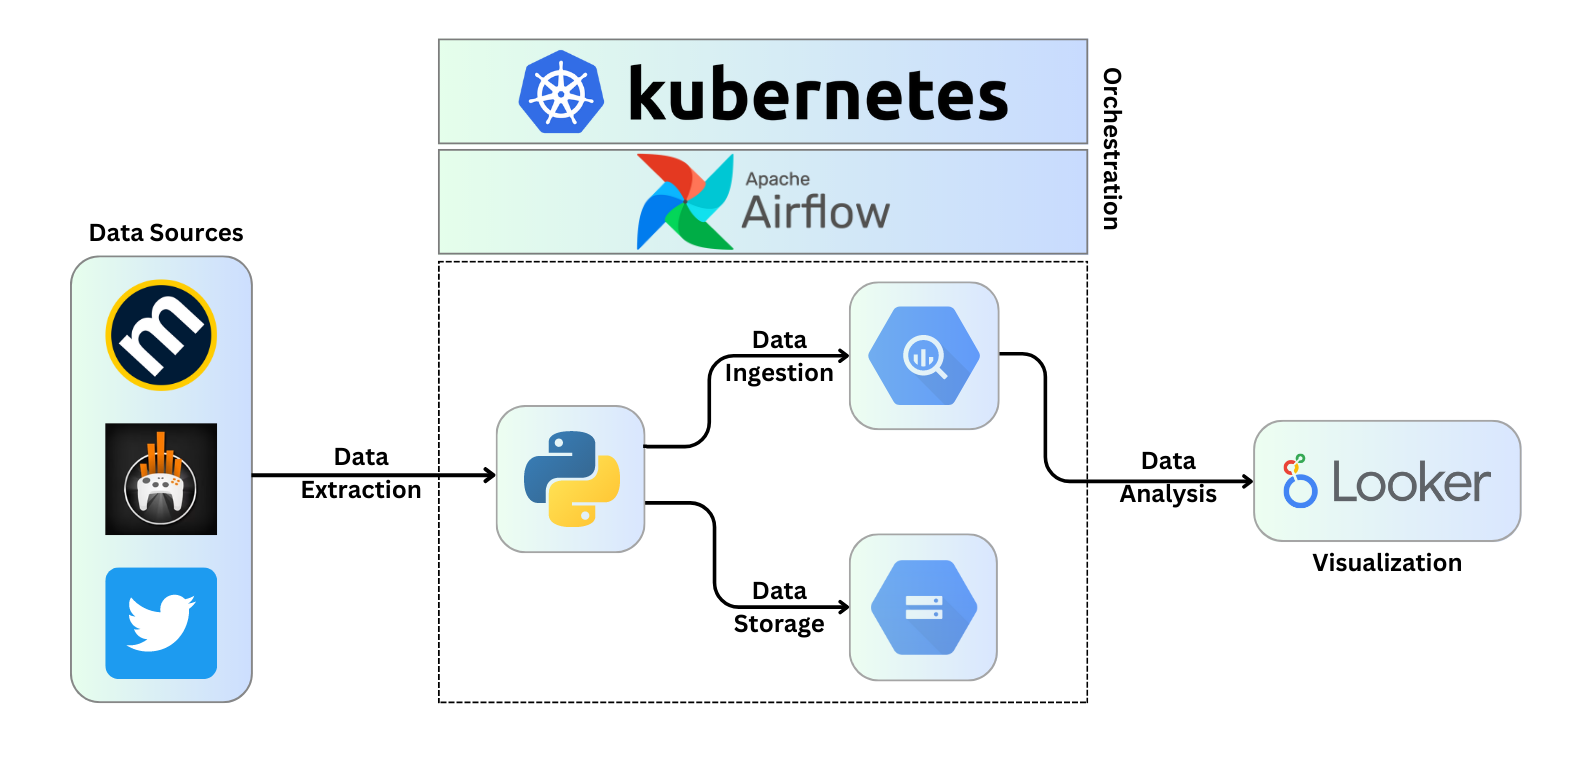 kubernetes
Apache
Airflow
Orchestration
Data Sources
m
Data
Extraction
Data
Ingestion
Data
Storage
Data
Analysis
Looker
Visualization